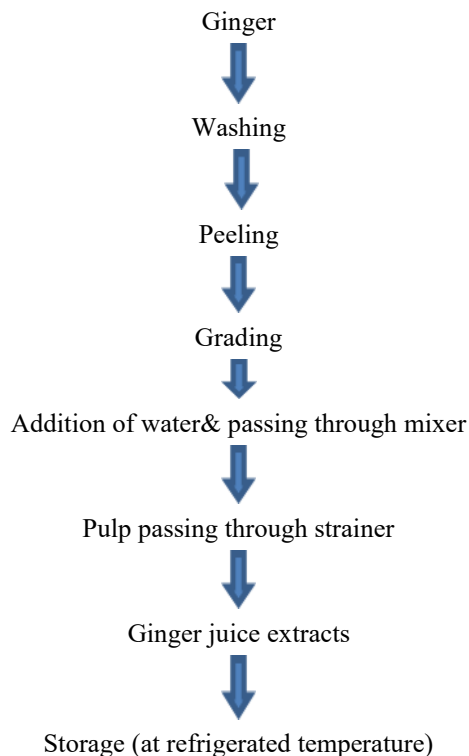 Ginger
Washing
Peeling
Grading
Addition of water& passing through mixer
Pulp passing through strainer
Ginger juice extracts
Storage (at refrigerated temperature)